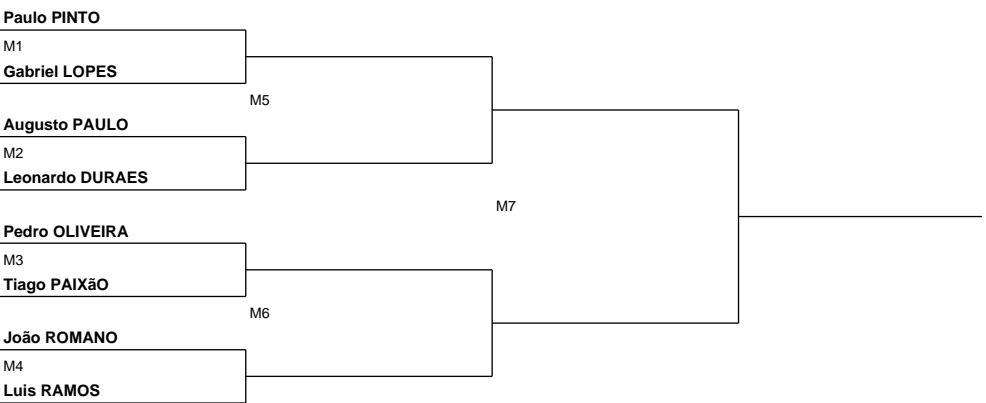 Paulo PINTO
M1
Gabriel LOPES
M5
Augusto PAULO
M2
Leonardo DURAES
M7
Pedro OLIVEIRA
M3
Tiago PAIXãO
M6
João ROMANO
M4
Luis RAMOS